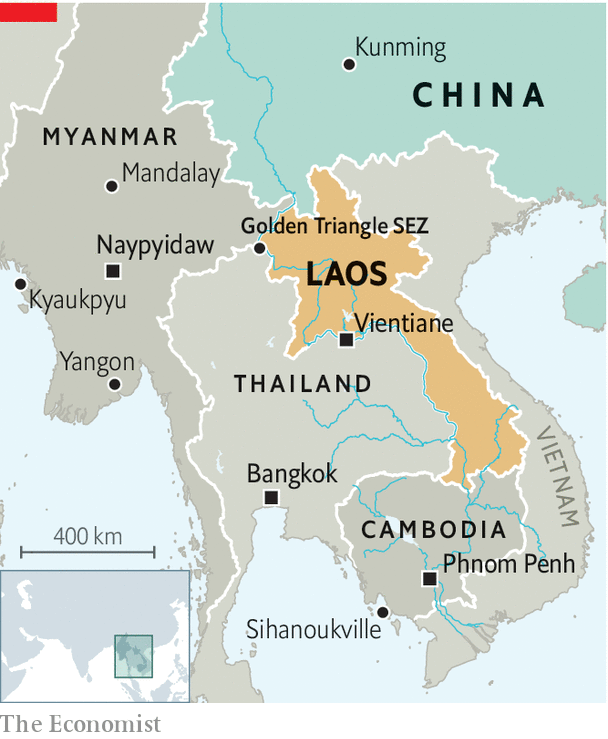 Kunming
CHINA
MYANMAR
Mandalay
Golden Triangle SEZ
Naypyidaw
LAOS
Kyaukpyu
Vientiane
Yangon
THAILAND
VIETNAM
Bangkok
CAMBODIA
400 km
Phnom Penh
Sihanoukville
The Economist